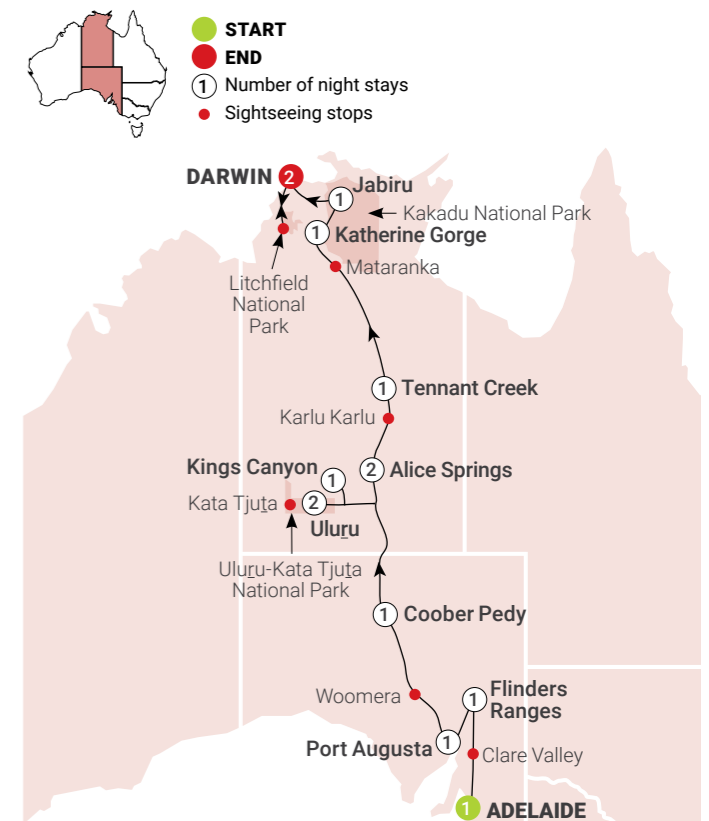 START
END
1 Number of night stays
Sightseeing stops
DARWIN 2
1 Jabiru
Kakadu National Park
1 Katherine Gorge
Mataranka
Litchfield
National
Park
1 Tennant Creek
Karlu Karlu
Kings Canyon 1
2 Alice Springs
Kata Tjuṯa 2
Uluṟu
Uluṟu-Kata Tjuṯa
National Park
1 Coober Pedy
Woomera
1 Flinders
Ranges
Port Augusta 1
Clare Valley
1 ADELAIDE